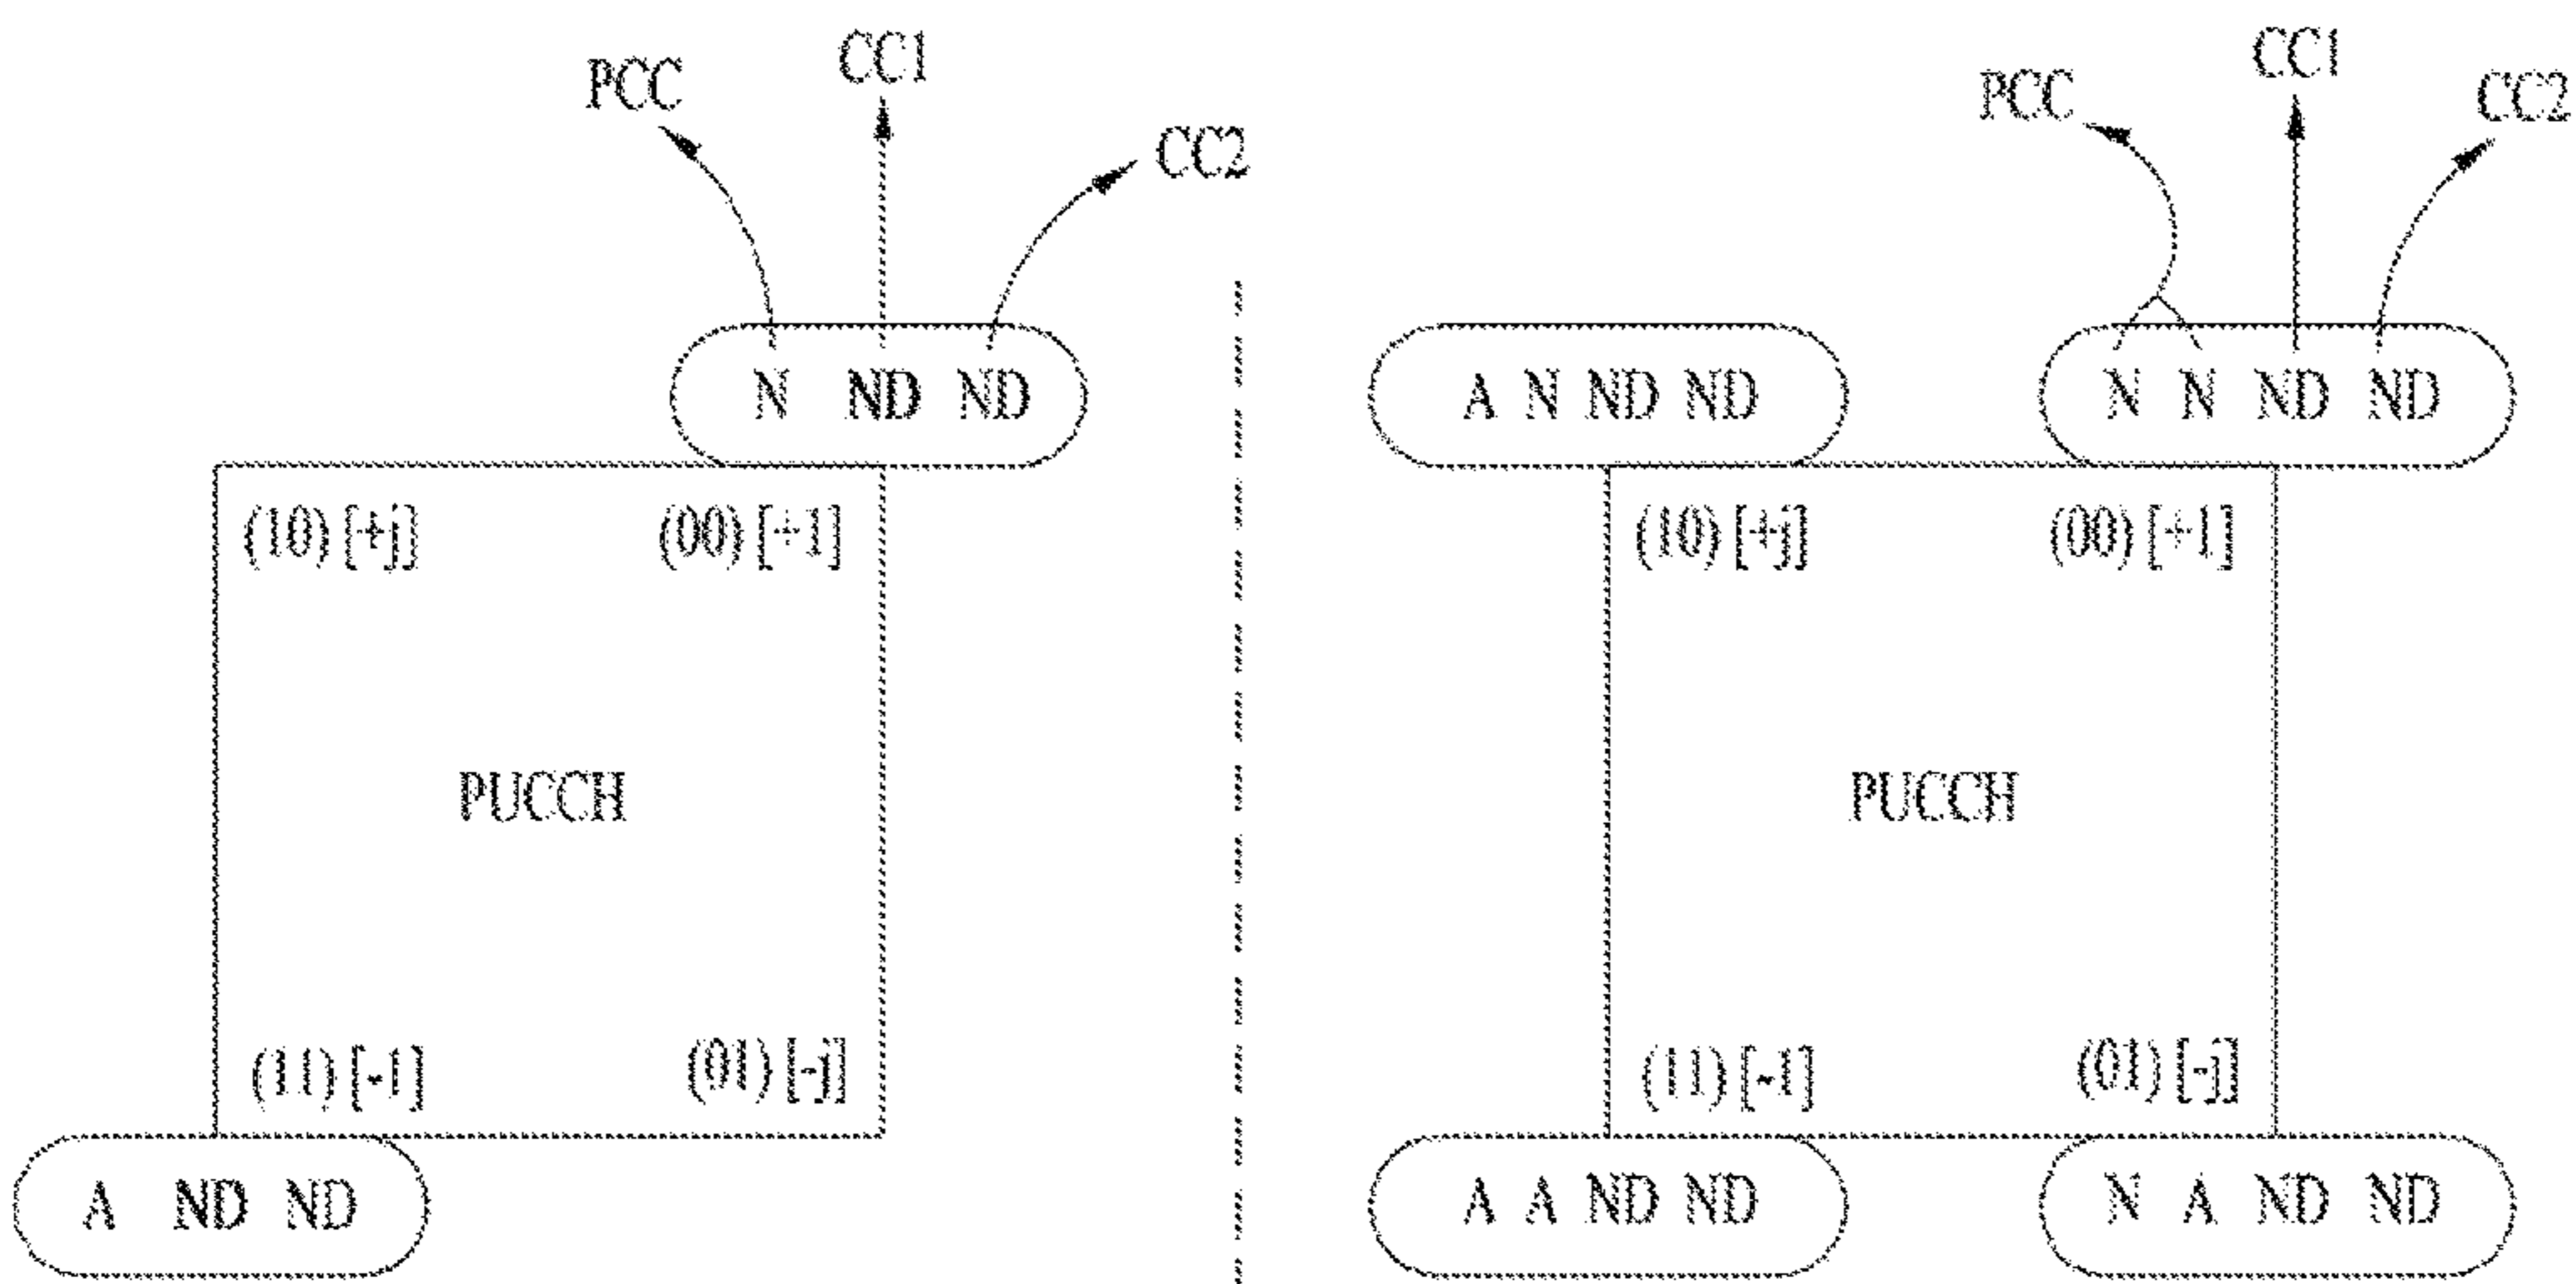 PCC CC1 CC2
N ND ND
(10) [+j] (00) [+1]
PUCCH
(11) [-1] (01) [-j]
A ND ND
PCC CC1 CC2
A N ND ND N N ND ND
(10) [+j] (00) [+1]
PUCCH
(11) [-1] (01) [-j]
A A ND ND N A ND ND